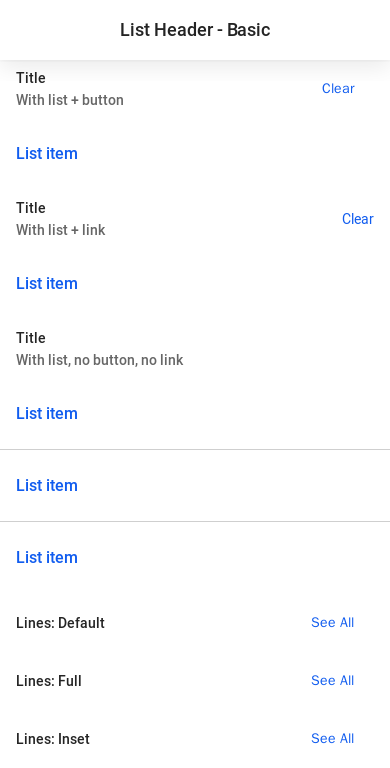 List Header - Basic
Title
With list + button
Clear
List item
Title
With list + link
Clear
List item
Title
With list, no button, no link
List item
List item
List item
Lines: Default
See All
Lines: Full
See All
Lines: Inset
See All